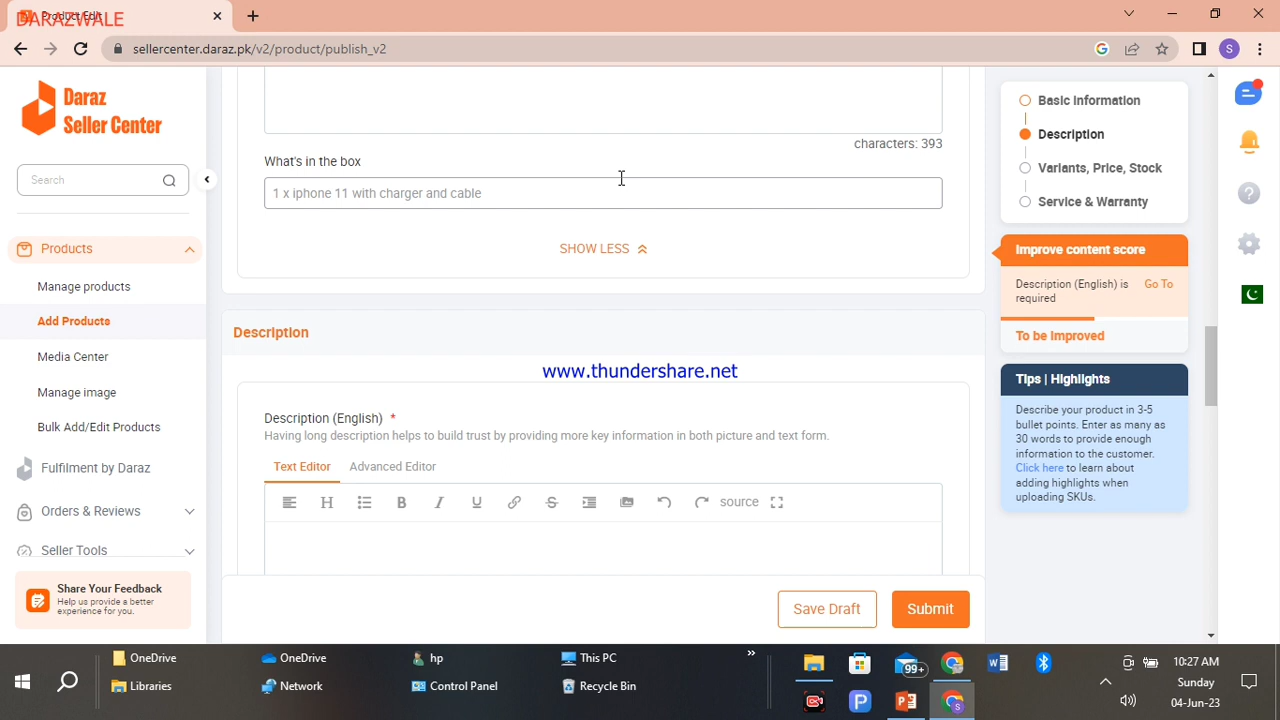 Product Edit
DARAZWALE
sellercenter.daraz.pk/v2/product/publish_v2
S
Daraz
Seller Center
Search
Products
Manage products
Add Products
Media Center
Manage image
Bulk Add/Edit Products
Fulfilment by Daraz
Orders & Reviews
Seller Tools
Share Your Feedback
Help us provide a better
experience for you.
characters: 393
What's in the box
1 x iphone 11 with charger and cable
SHOW LESS
Description
www.thundershare.net
Description (English) *
Having long description helps to build trust by providing more key information in both picture and text form.
Text Editor Advanced Editor
H B I U S source
Save Draft Submit
Basic Information
Description
Variants, Price, Stock
Service & Warranty
Improve content score
Description (English) is Go To
required
To be Improved
Tips | Highlights
Describe your product in 3-5
bullet points. Enter as many as
30 words to provide enough
information to the customer.
Click here to learn about
adding highlights when
uploading SKUs.
OneDrive OneDrive hp This PC
Libraries Network Control Panel Recycle Bin
99+
10:27 AM
Sunday
04-Jun-23